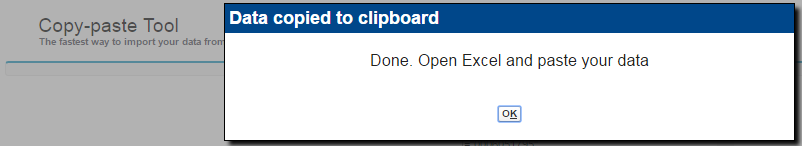 Data copied to clipboard
Copy-paste Tool
The fastest way to import your data from
Done. Open Excel and paste your data
OK